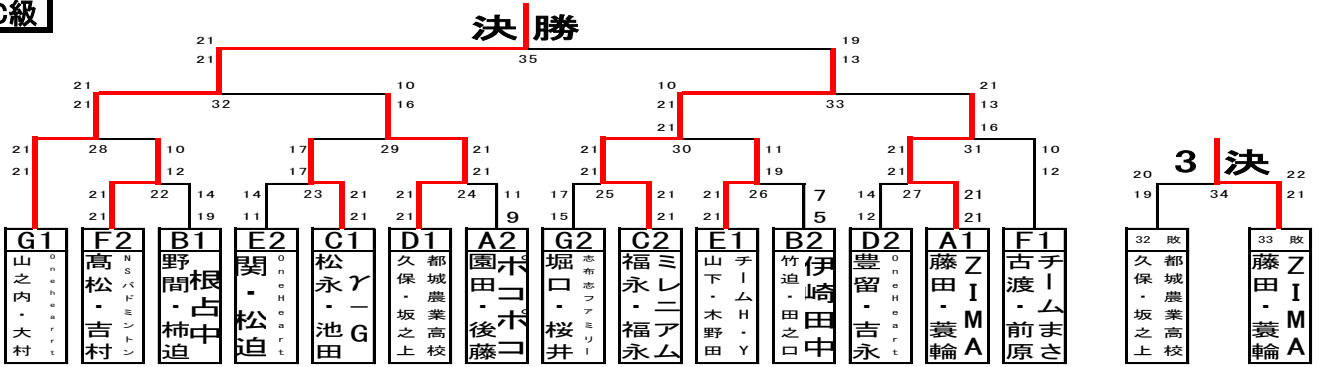 C級
決勝
21 19
21 35 13
3決
21 10 10 21
21 32 16 21 33 13
21 16
21 28 10 17 29 21 21 30 11 21 31 10
21 12 17 21 21 19 21 12
20 22
19 34 21
21 22 14 14 23 21 21 24 11 17 25 21 21 26 7 14 27 21
21 19 11 21 21 9 15 21 21 5 12 21
G1 F2 B1 E2 C1 D1 A2 G2 C2 E1 B2 D2 A1 F1
32 敗 33 敗
山之内・大村 oneheart
髙松・吉村 NSバドミントン
野間・柿迫 根占中
関・松迫 OneHeart
松永・池田 γ-G
久保・坂之上 都城農業高校
園田・後藤 ポコポコ
堀口・桜井 志布志ファミリー
福永・福永 ミレニアム
山下・木野田 チームH・Y
竹迫・田之口 伊崎田中
豊留・吉永 OneHeart
藤田・蓑輪 ZIMA
古渡・前原 チームまさ
久保・坂之上 都城農業高校
藤田・蓑輪 ZIMA